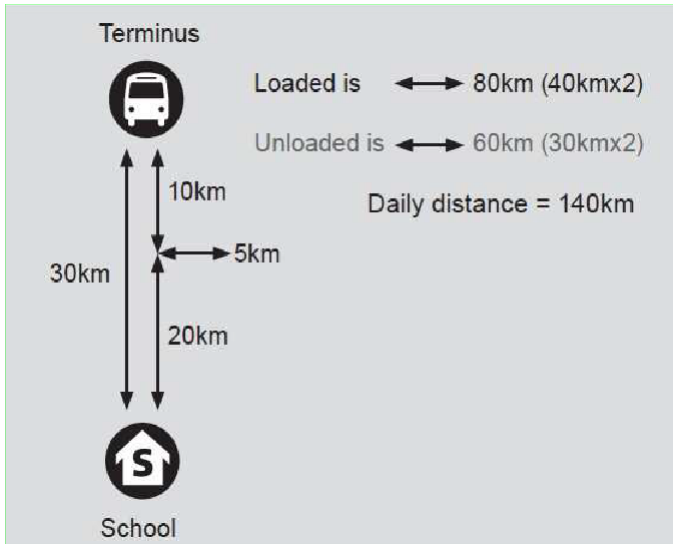 Terminus
Loaded is 80km (40kmx2)
Unloaded is 60km (30kmx2)
10km
Daily distance = 140km
5km
30km
20km
S
School